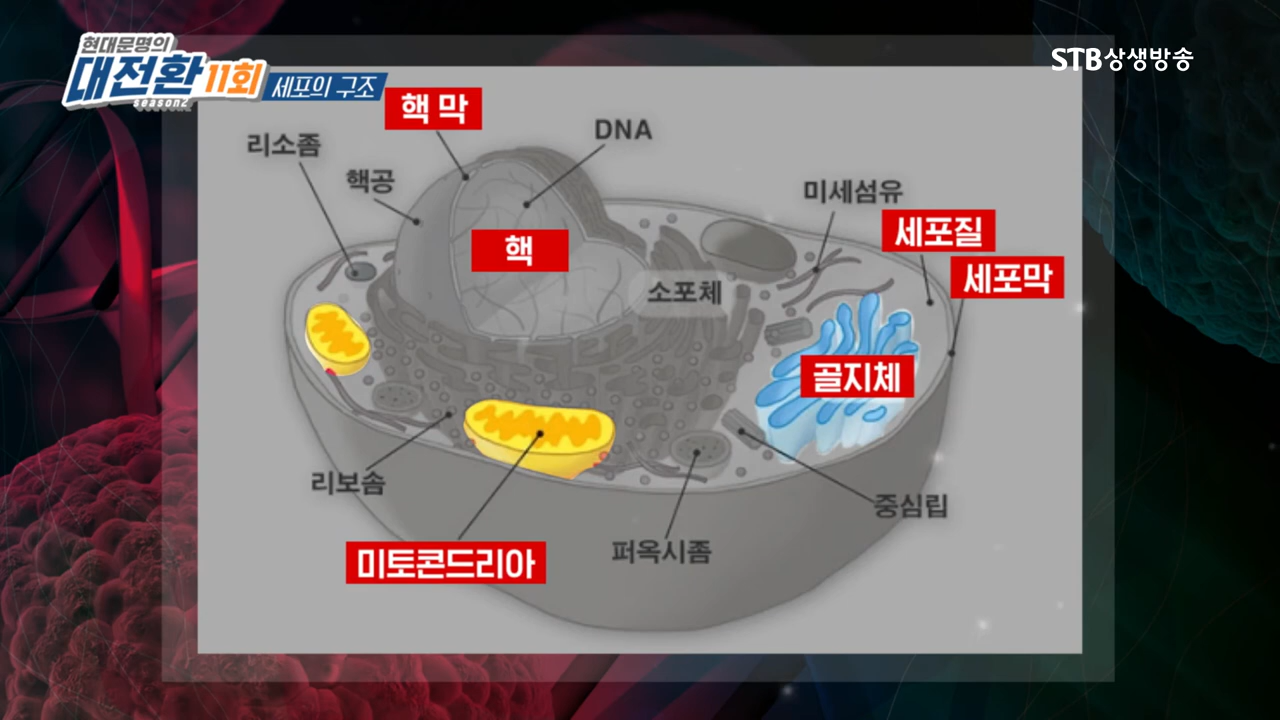 현대문명의
대전환 11회
season2
세포의 구조
STB상생방송
핵 막
DNA
리소좀
핵공
미세섬유
세포질
핵
세포막
소포체
골지체
리보솜
중심립
퍼옥시좀
미토콘드리아